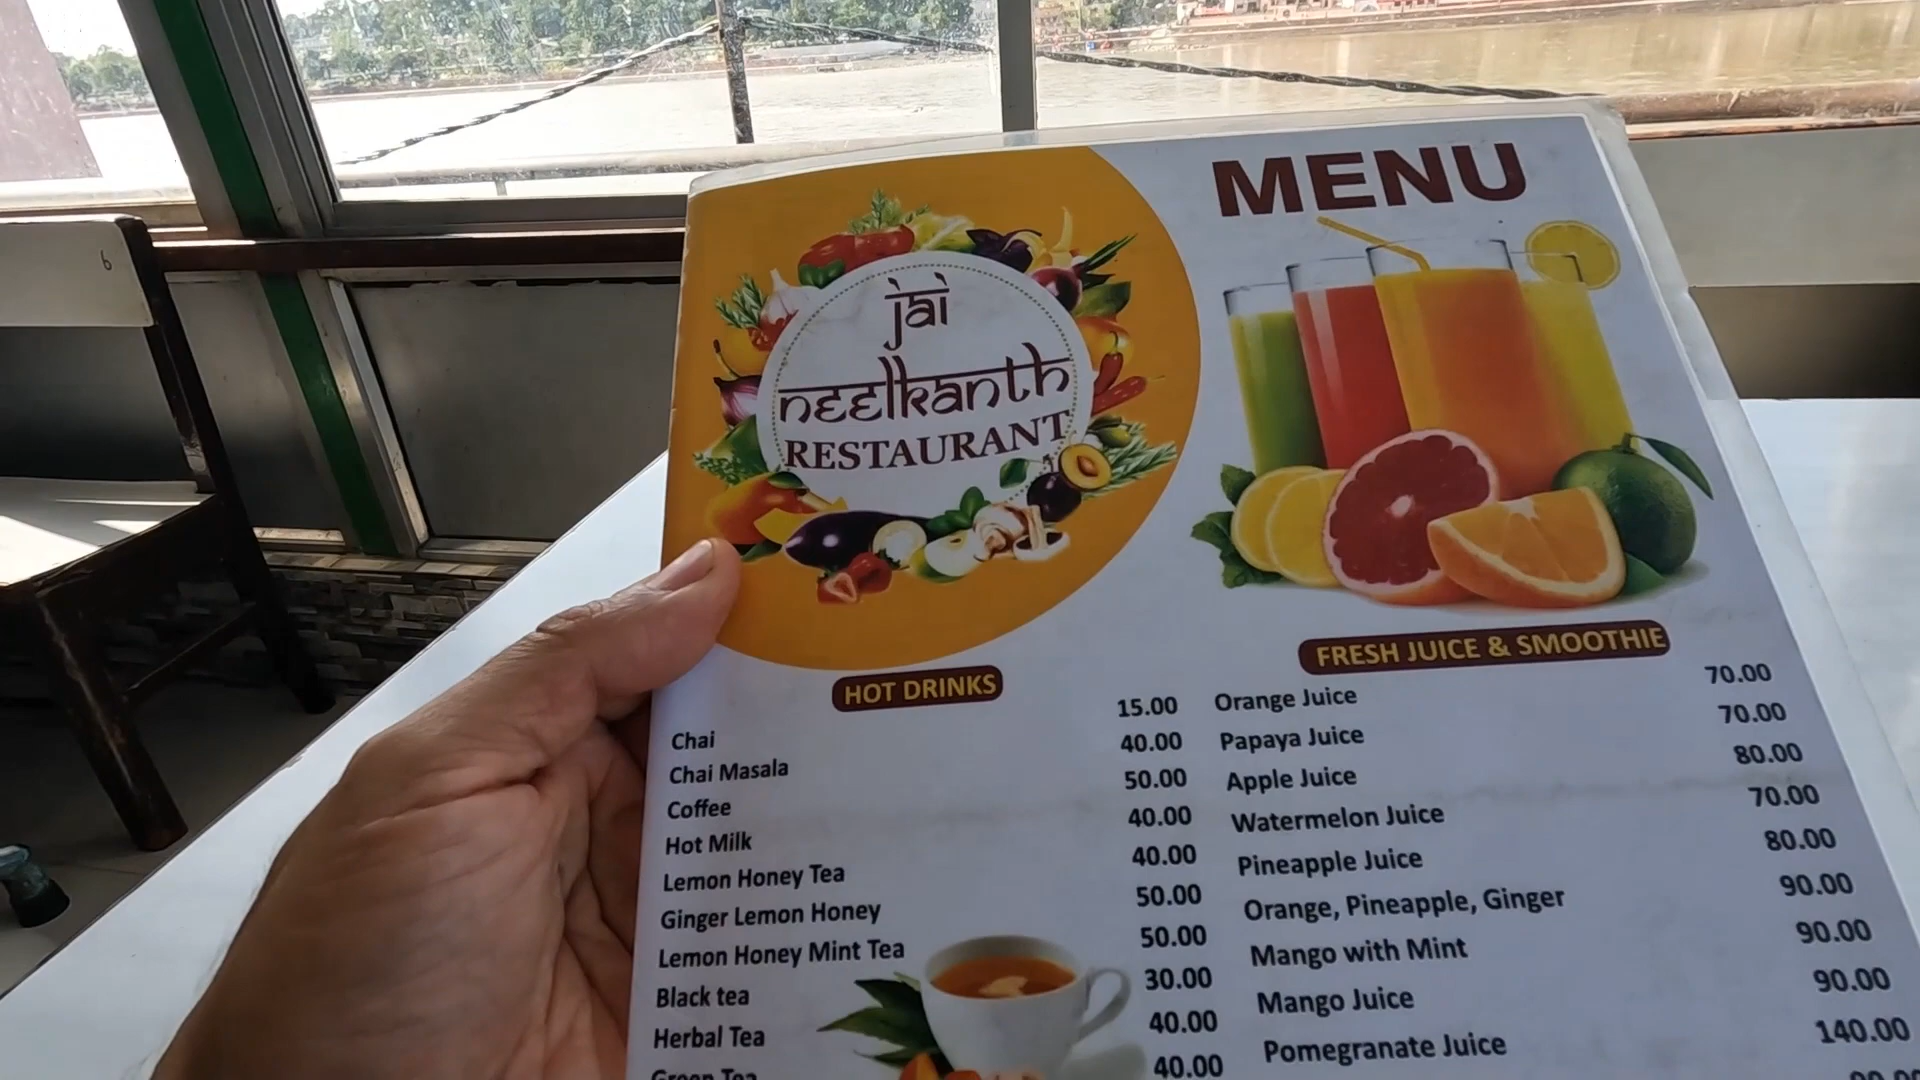 6
MENU
jai
neelkanth
RESTAURANT
HOT DRINKS
Chai 15.00
Chai Masala 40.00
Coffee 50.00
Hot Milk 40.00
Lemon Honey Tea 40.00
Ginger Lemon Honey 50.00
Lemon Honey Mint Tea 50.00
Black tea 30.00
Herbal Tea 40.00
Green Tea 40.00
FRESH JUICE & SMOOTHIE
Orange Juice 70.00
Papaya Juice 70.00
Apple Juice 80.00
Watermelon Juice 70.00
Pineapple Juice 80.00
Orange, Pineapple, Ginger 90.00
Mango with Mint 90.00
Mango Juice 90.00
Pomegranate Juice 140.00